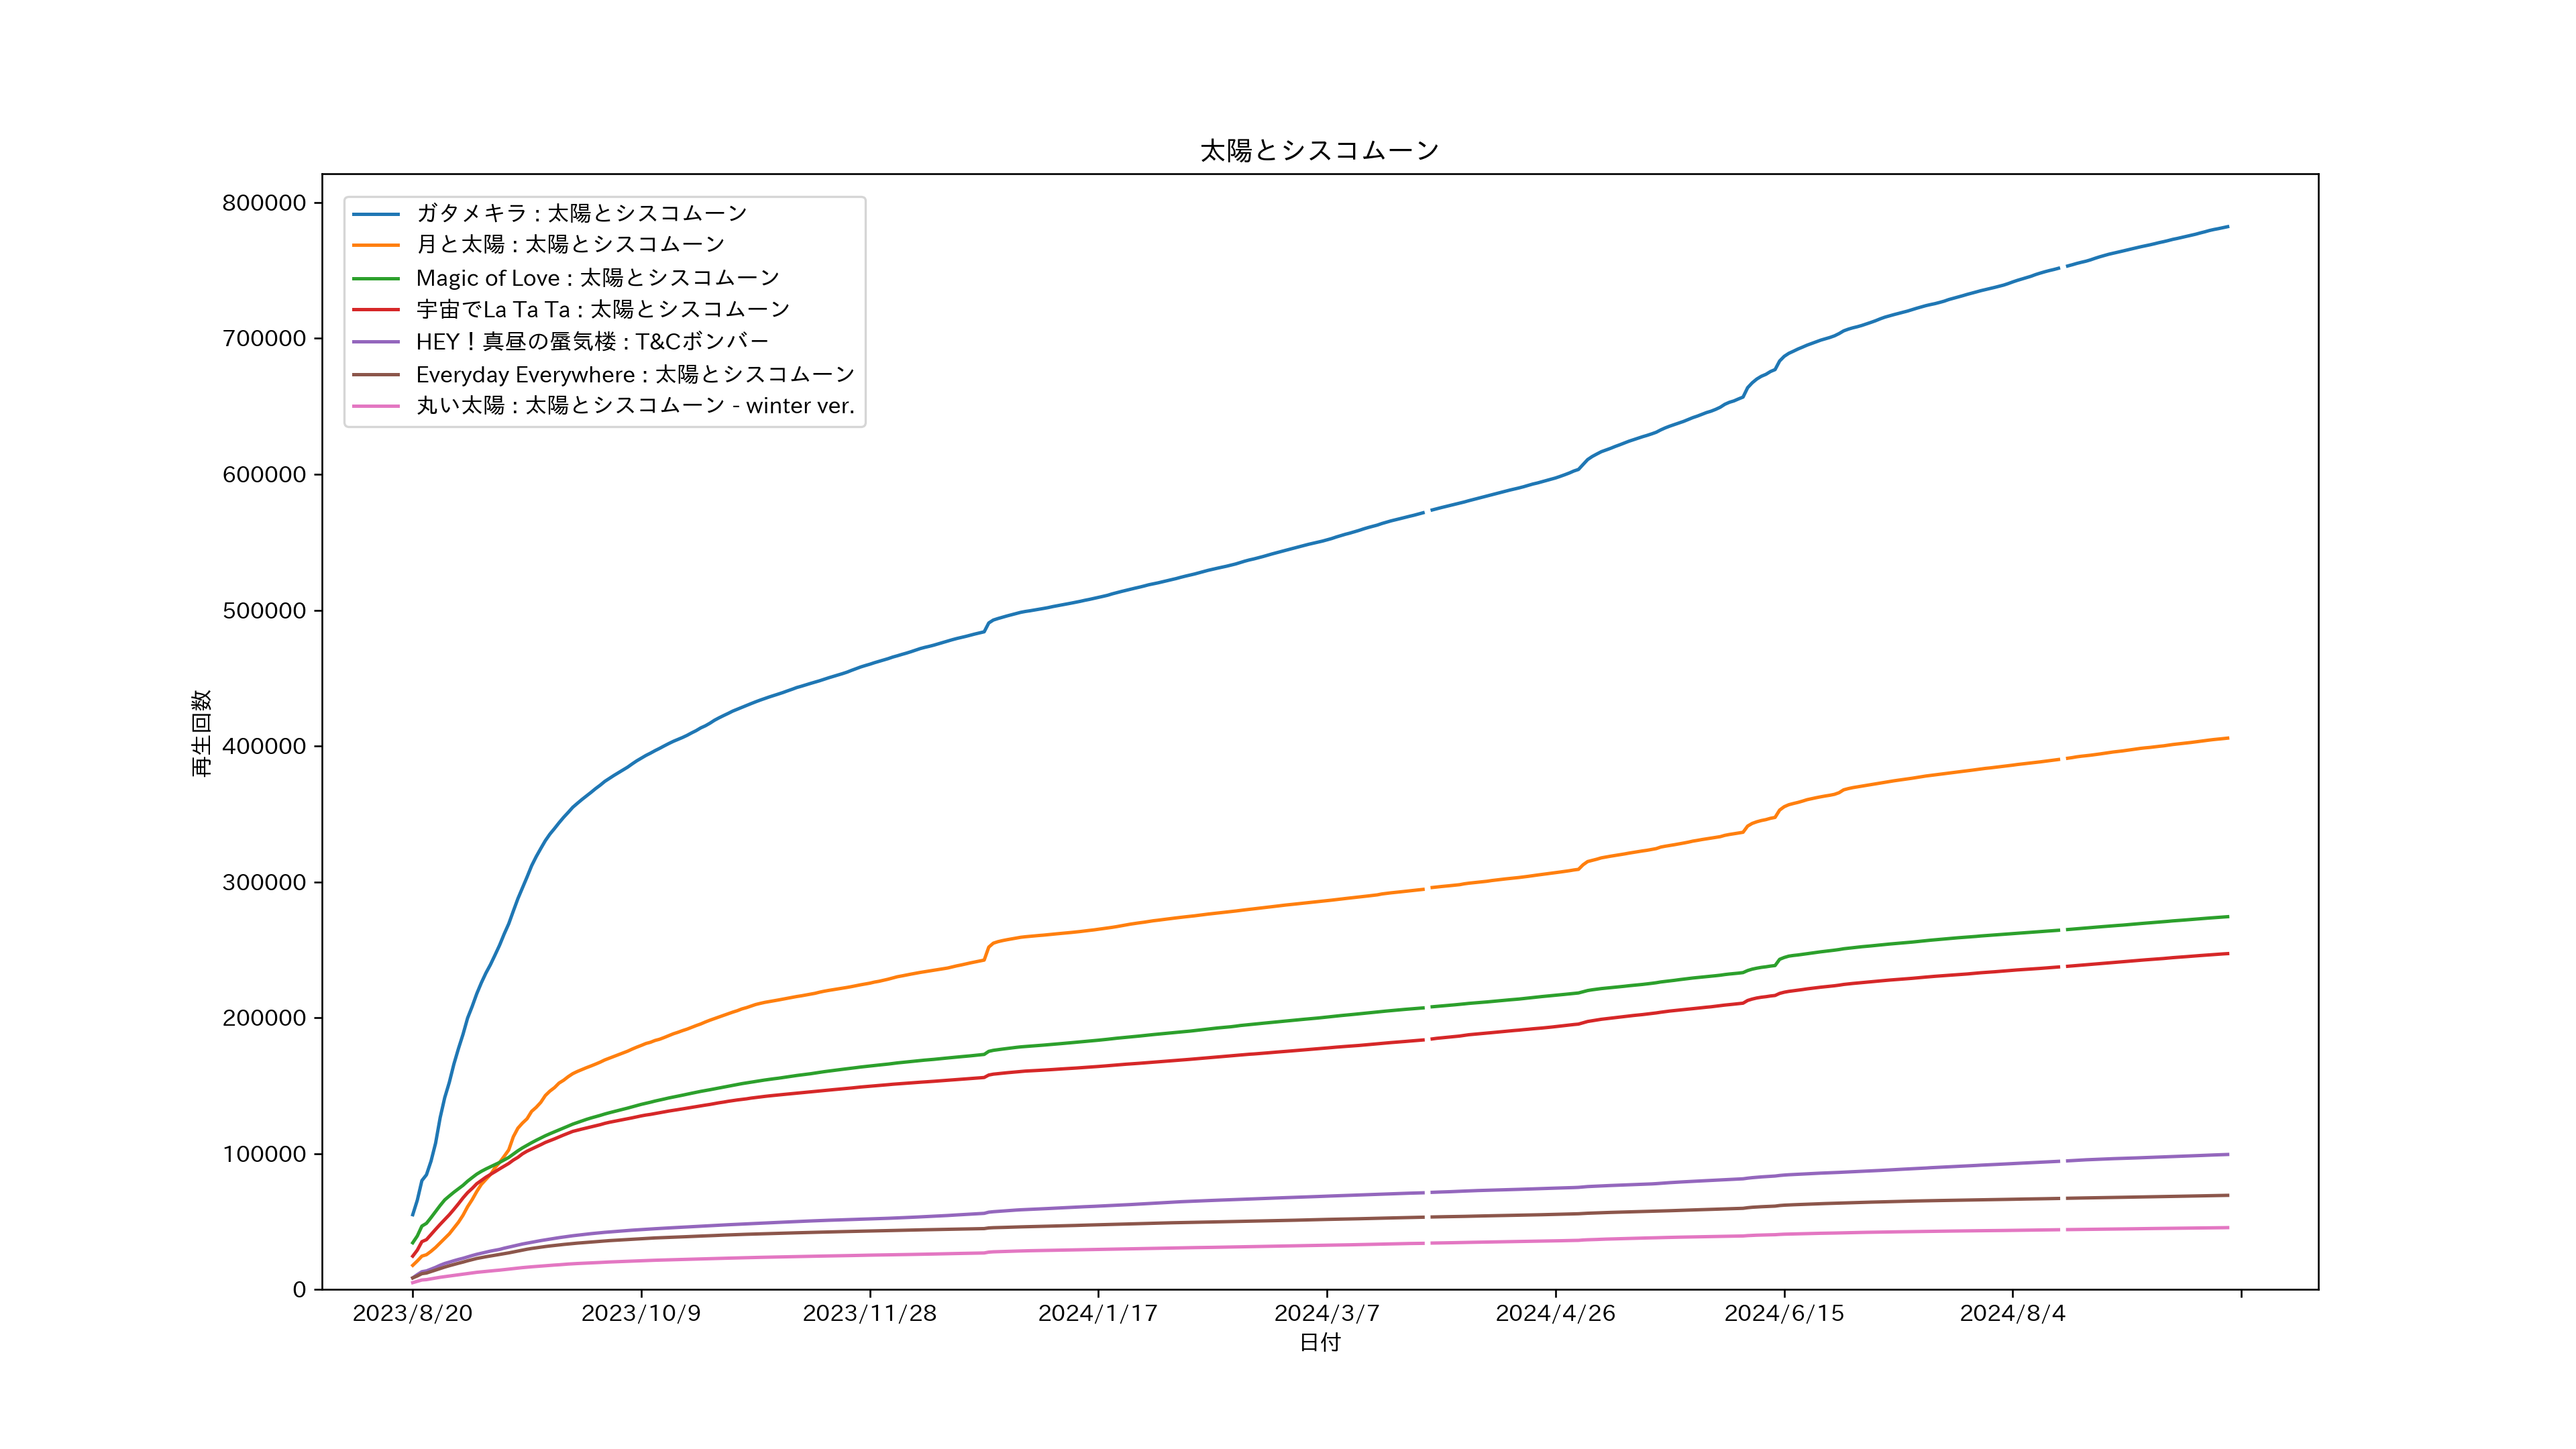 太陽とシスコムーン
800000
700000
600000
500000
400000
300000
200000
100000
0
再生回数
ガタメキラ : 太陽とシスコムーン
月と太陽 : 太陽とシスコムーン
Magic of Love : 太陽とシスコムーン
宇宙でLa Ta Ta : 太陽とシスコムーン
HEY！真昼の蜃気楼 : T&Cボンバー
Everyday Everywhere : 太陽とシスコムーン
丸い太陽 : 太陽とシスコムーン - winter ver.
2023/8/20 2023/10/9 2023/11/28 2024/1/17 2024/3/7 2024/4/26 2024/6/15 2024/8/4
日付